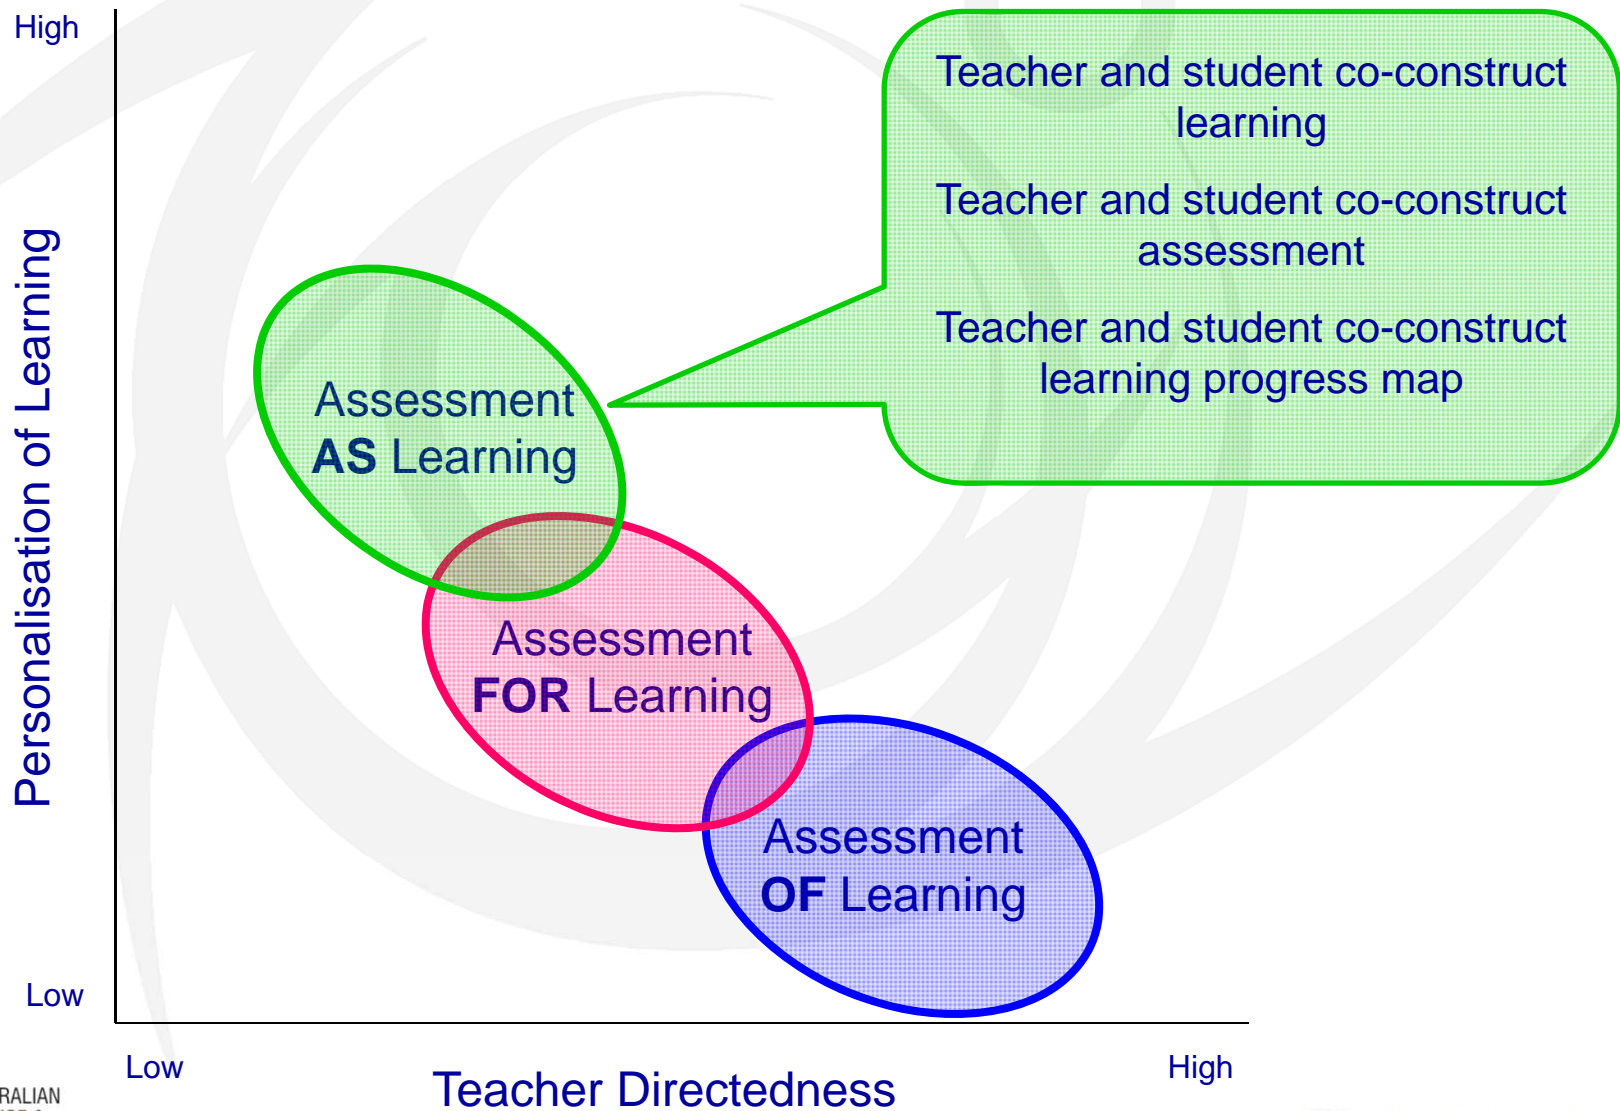 High
Teacher and student co-construct
learning
Teacher and student co-construct
assessment
Teacher and student co-construct
learning progress map
Personalisation of Learning
Assessment
AS Learning
Assessment
FOR Learning
Assessment
OF Learning
Low
Low
High
Teacher Directedness
RALIAN